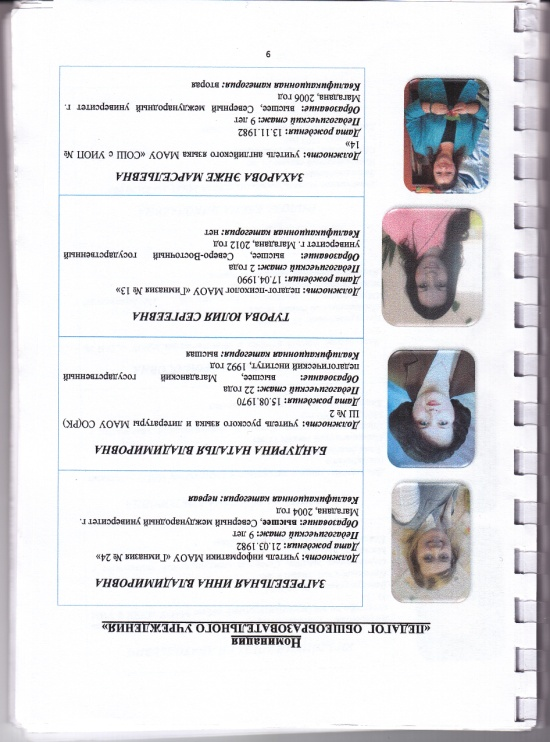 Номинация
«ПЕДАГОГ ОБЩЕОБРАЗОВАТЕЛЬНОГО УЧРЕЖДЕНИЯ»
ЗАГРЕБЕЛЬНАЯ ИННА ВЛАДИМИРОВНА
Должность: учитель информатики МАОУ «Гимназия № 24»
Дата рождения: 21.03.1982
Педагогический стаж: 9 лет
Образование: высшее, Северный международный университет г.
Магадана, 2004 год
Квалификационная категория: первая
БАНДУРИНА НАТАЛЬЯ ВЛАДИМИРОВНА
Должность: учитель русского языка и литературы МАОУ СО(РК)
Ш № 2
Дата рождения: 15.08.1970
Педагогический стаж: 22 года
Образование: высшее, Магаданский государственный
педагогический институт, 1992 год
Квалификационная категория: высшая
ТУРОВА ЮЛИЯ СЕРГЕЕВНА
Должность: педагог-психолог МАОУ «Гимназия № 13»
Дата рождения: 17.04.1990
Педагогический стаж: 2 года
Образование: высшее, Северо-Восточный государственный
университет г. Магадана, 2012 год
Квалификационная категория: нет
ЗАХАРОВА ЭНЖЕ МАРСЕЛЬЕВНА
Должность: учитель английского языка МАОУ «СОШ с УИОП №
14»
Дата рождения: 13.11.1982
Педагогический стаж: 9 лет
Образование: высшее, Северный международный университет г.
Магадана, 2006 год
Квалификационная категория: вторая
6